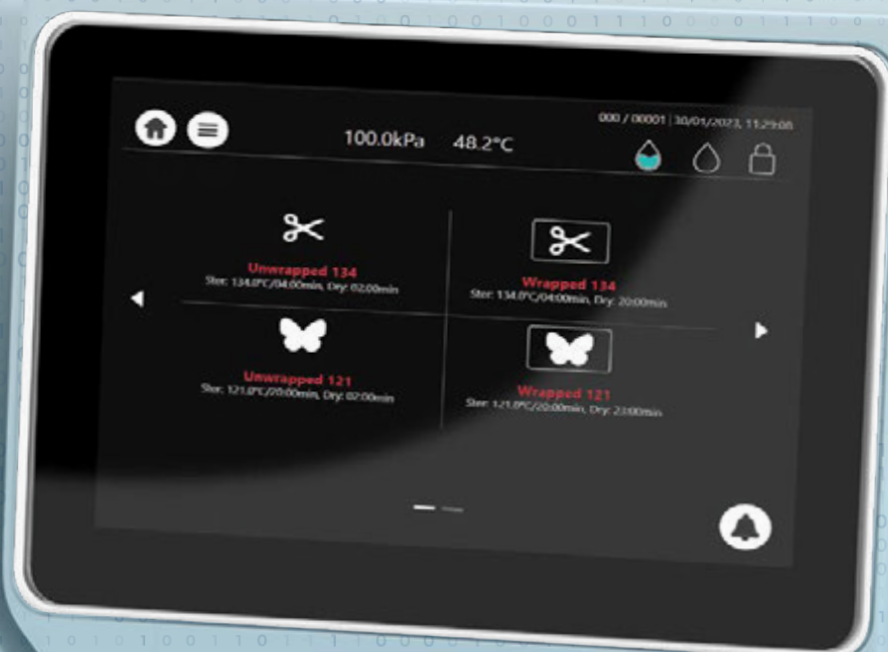 000 / 00001 | 30/01/2023, 11:29:08
100.0kPa 48.2°C
Unwrapped 134
Ster: 134.0°C/04:00min, Dry: 02:00min
Wrapped 134
Ster: 134.0°C/04:00min, Dry: 20:00min
Unwrapped 121
Ster: 121.0°C/20:00min, Dry: 02:00min
Wrapped 121
Ster: 121.0°C/20:00min, Dry: 23:00min